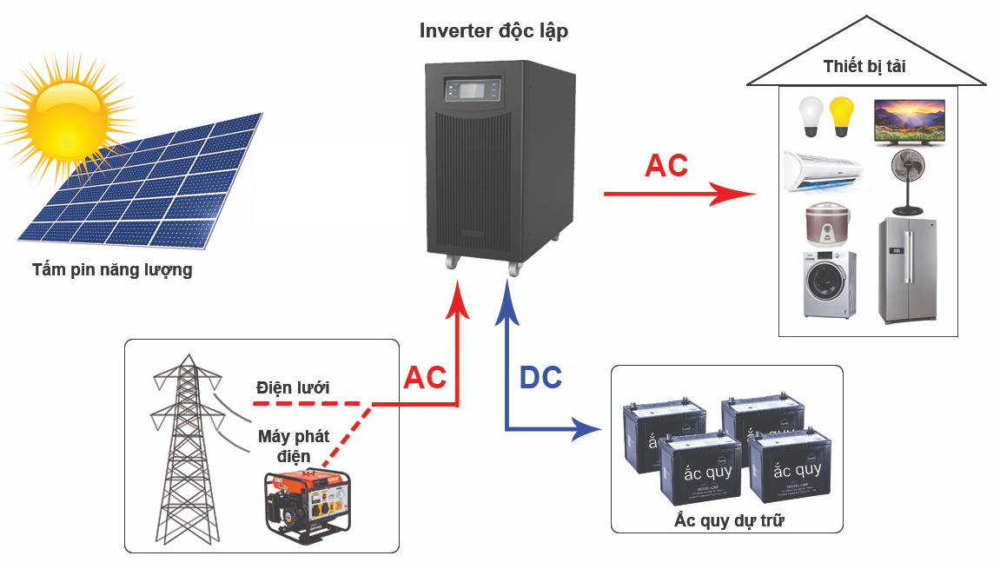 Inverter độc lập
Thiết bị tải
AC
Tấm pin năng lượng
AC
DC
Điện lưới
Máy phát
điện
ắc quy
ắc quy
ắc quy
ắc quy
Ắc quy dự trữ